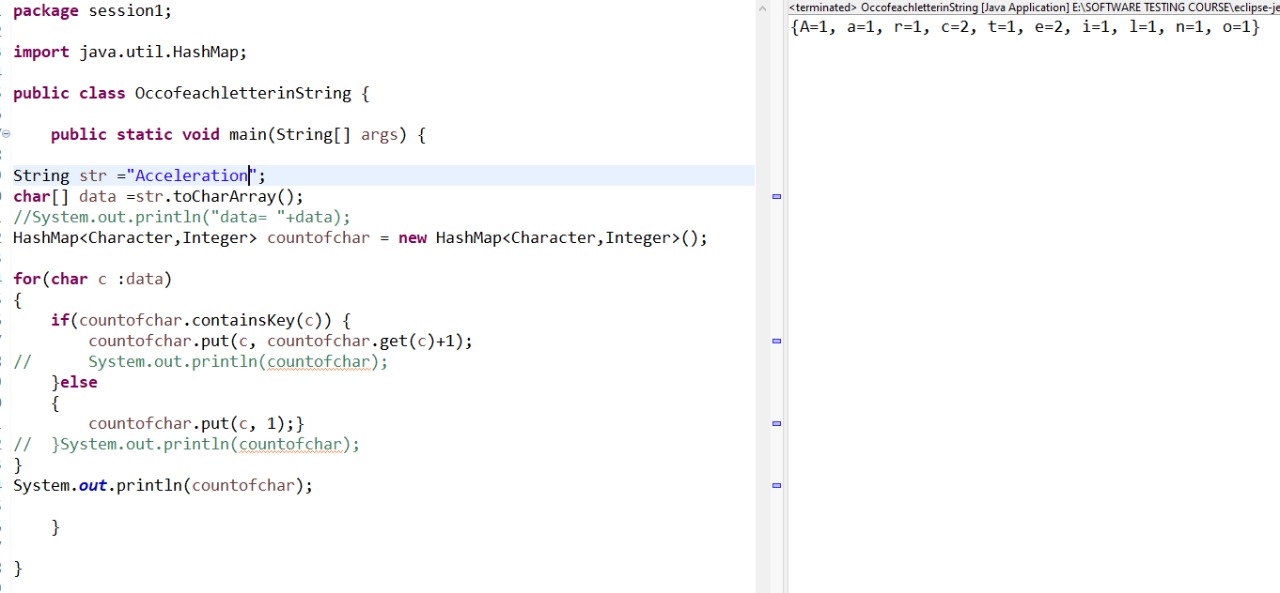 package session1;
import java.util.HashMap;
public class OccofeachletterinString {
public static void main(String[] args) {
String str ="Acceleration";
char[] data =str.toCharArray();
//System.out.println("data= "+data);
HashMap<Character,Integer> countofchar = new HashMap<Character,Integer>();
for(char c :data)
{
if(countofchar.containsKey(c)) {
countofchar.put(c, countofchar.get(c)+1);
// System.out.println(countofchar);
}else
{
countofchar.put(c, 1);}
// }System.out.println(countofchar);
}
System.out.println(countofchar);
}
}
<terminated> OccofeachletterinString [Java Application] E:\SOFTWARE TESTING COURSE\eclipse-je
{A=1, a=1, r=1, c=2, t=1, e=2, i=1, l=1, n=1, o=1}